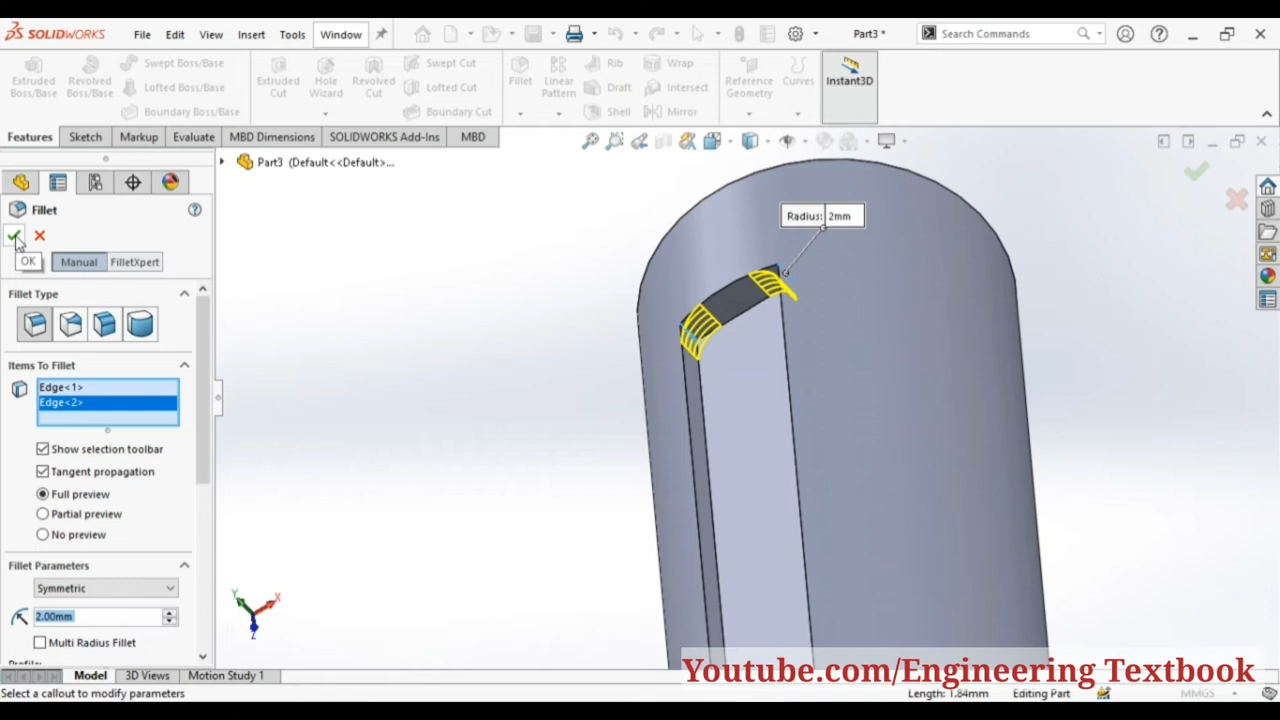 SOLIDWORKS File Edit View Insert Tools Window Part3 * Search Commands
Extruded Boss/Base
Revolved Boss/Base
Swept Boss/Base
Lofted Boss/Base
Boundary Boss/Base
Extruded Cut
Hole Wizard
Revolved Cut
Swept Cut
Lofted Cut
Boundary Cut
Fillet
Linear Pattern
Rib
Draft
Shell
Wrap
Intersect
Mirror
Reference Geometry
Curves
Instant3D
Features Sketch Markup Evaluate MBD Dimensions SOLIDWORKS Add-Ins MBD
Part3 (Default<<Default>...
Fillet
OK
Manual FilletXpert
Fillet Type
Items To Fillet
Edge<1>
Edge<2>
Show selection toolbar
Tangent propagation
Full preview
Partial preview
No preview
Fillet Parameters
Symmetric
2.00mm
Multi Radius Fillet
Radius: 2mm
Y X
Z
Model 3D Views Motion Study 1
Youtube.com/Engineering Textbook
Select a callout to modify parameters Length: 1.84mm Editing Part MMGS